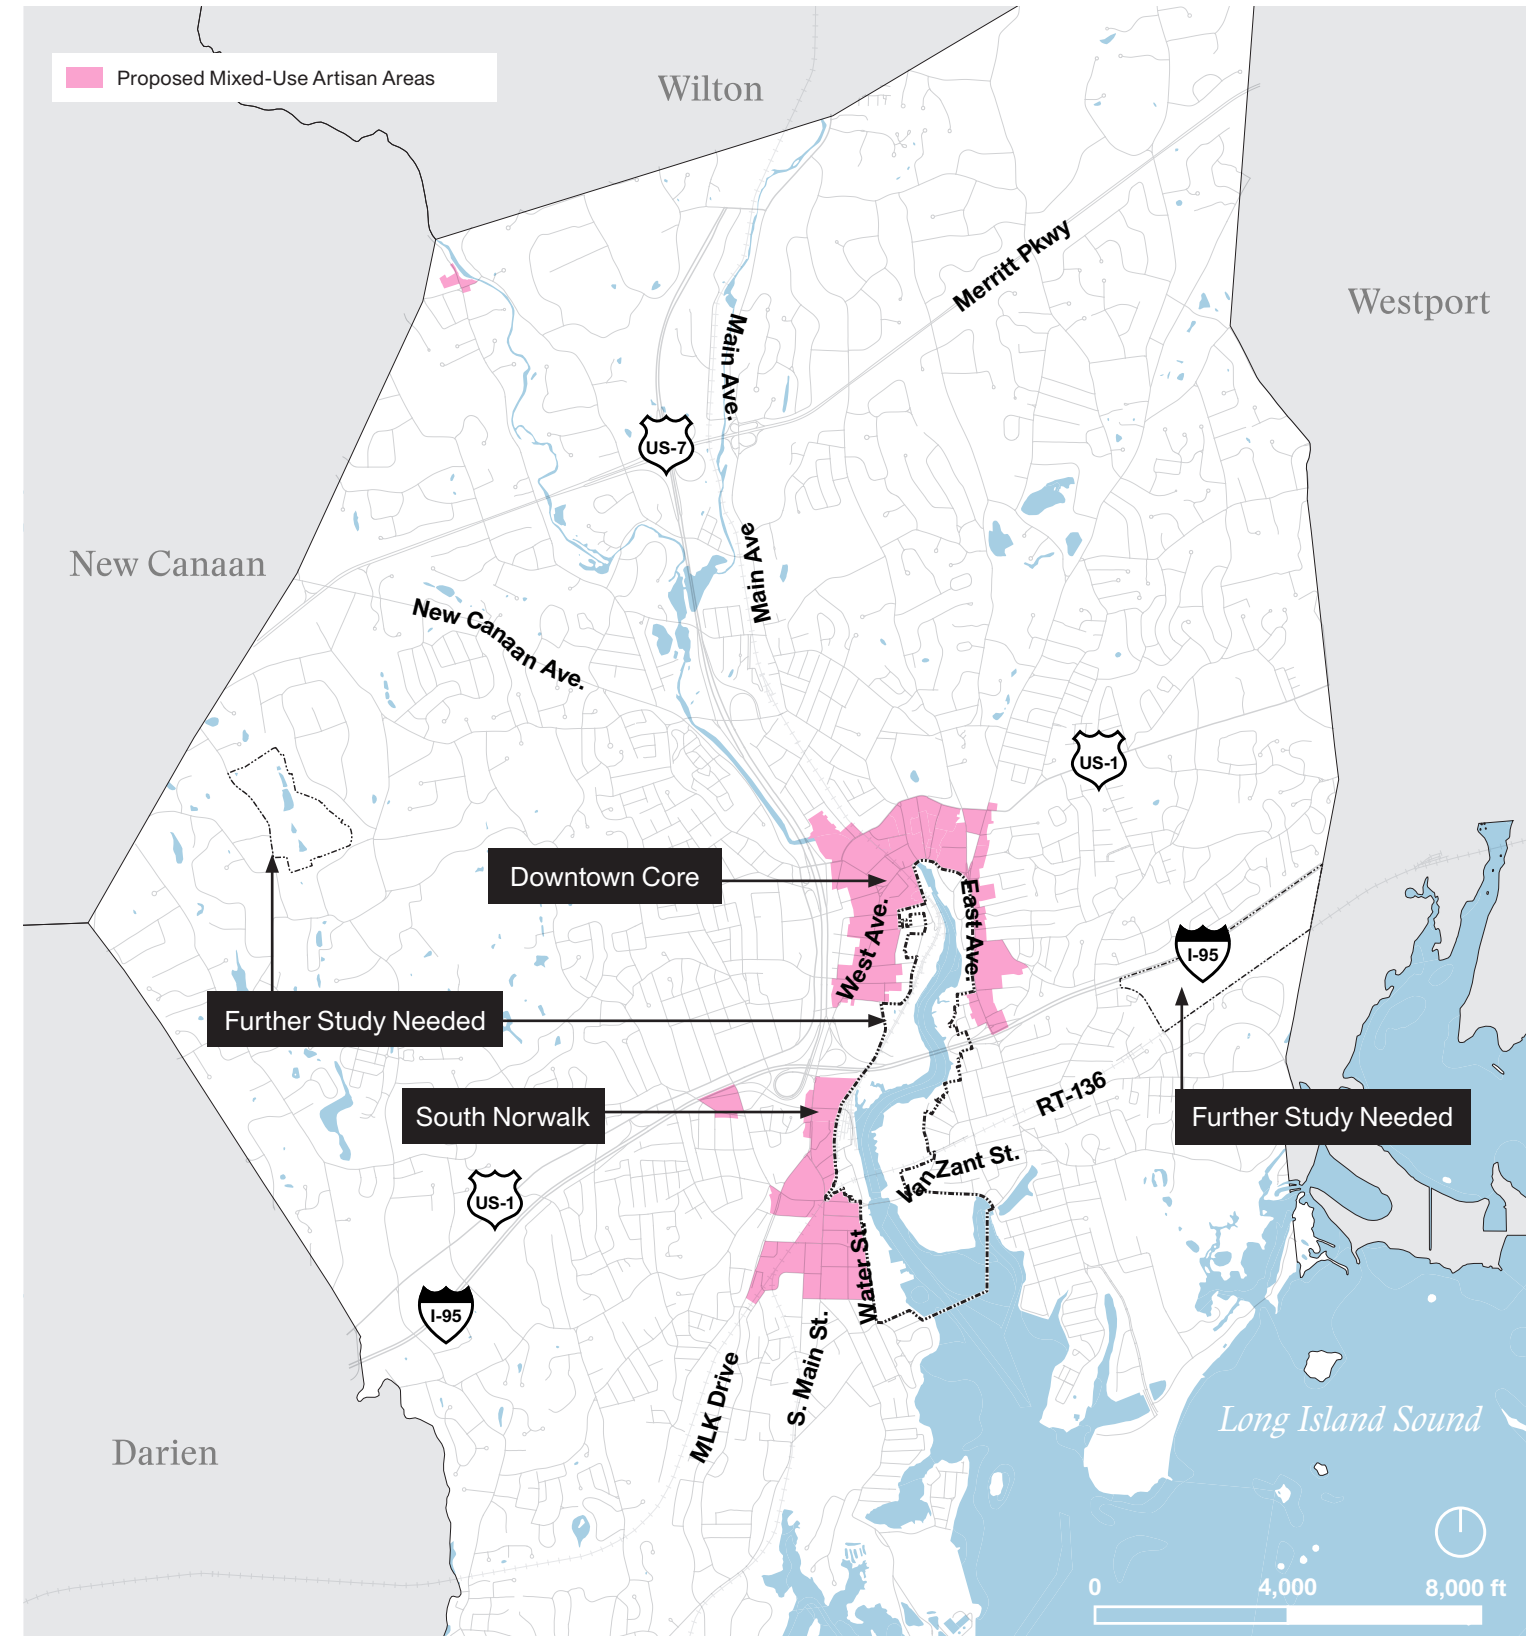 Proposed Mixed-Use Artisan Areas
Wilton
Merritt Pkwy
Westport
Main Ave.
US-7
New Canaan
Main Ave
New Canaan Ave.
US-1
Downtown Core
East Ave.
West Ave.
I-95
Further Study Needed
RT-136
South Norwalk
Further Study Needed
Van Zant St.
US-1
Water St.
I-95
S. Main St.
MLK Drive
Long Island Sound
Darien
0 4,000 8,000 ft